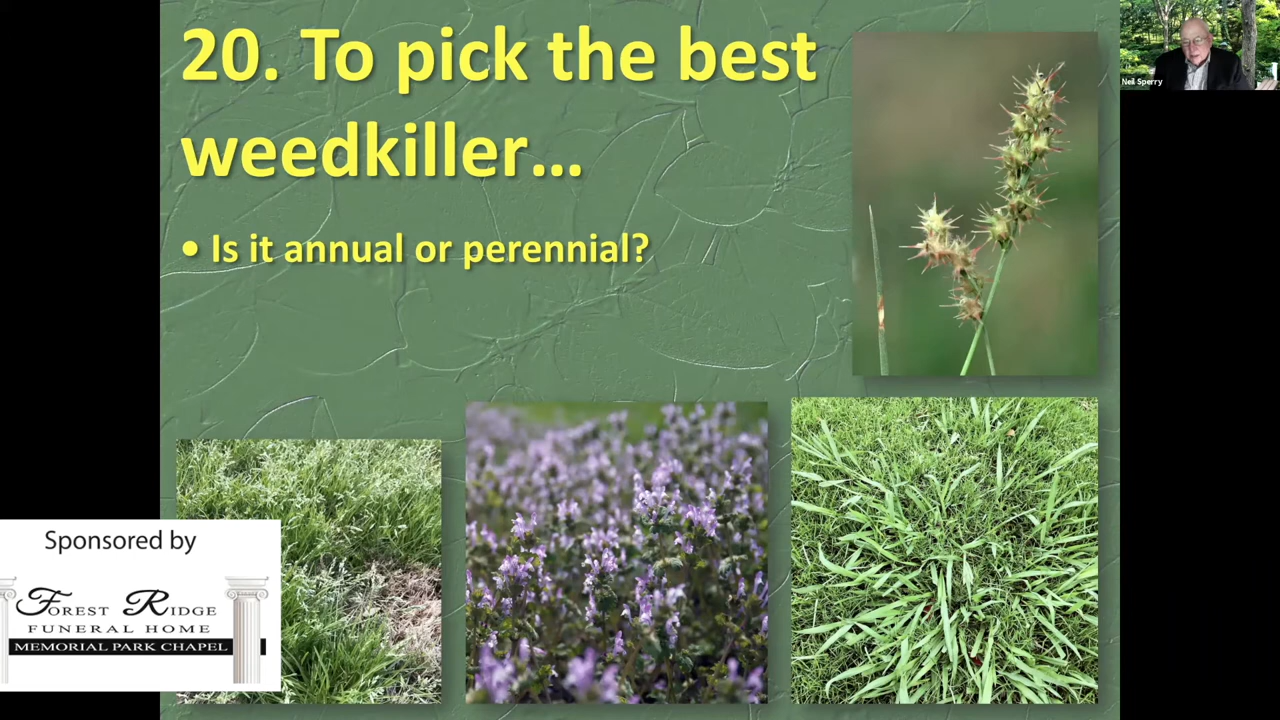 20. To pick the best
weedkiller...
• Is it annual or perennial?
Neil Sperry
Sponsored by
Forest Ridge
FUNERAL HOME
MEMORIAL PARK CHAPEL